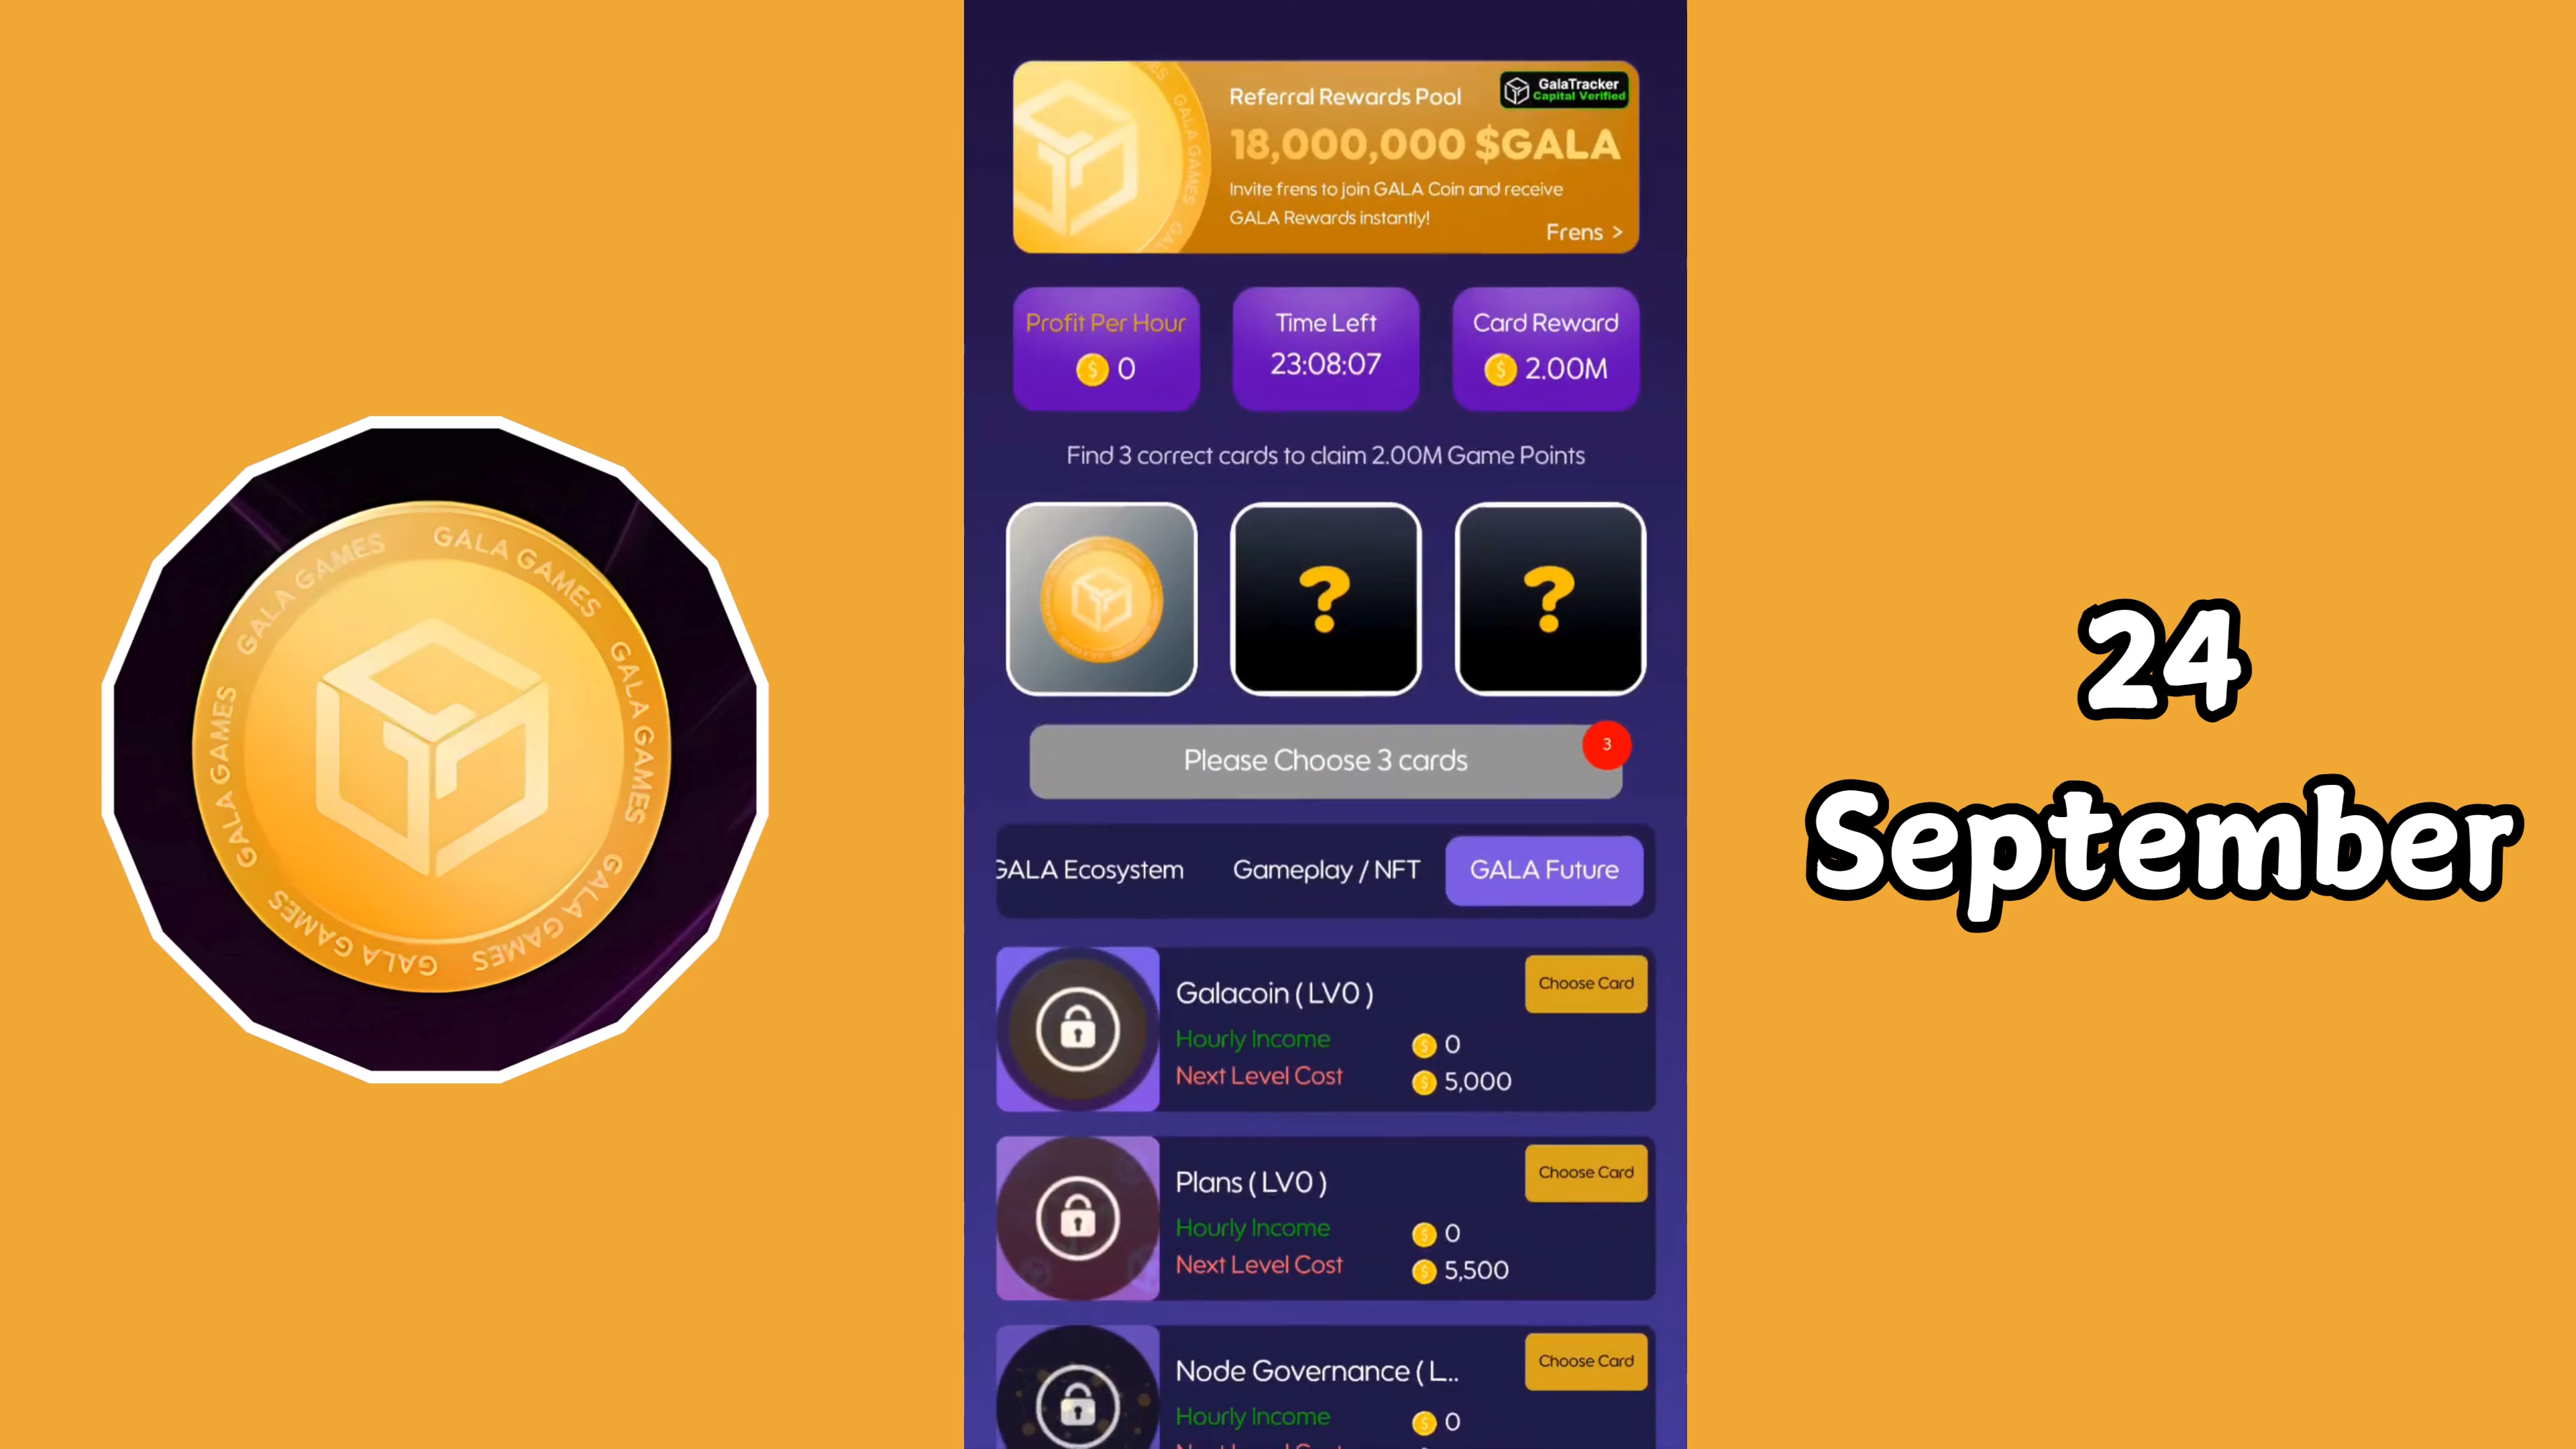 GALA GAMES GALA GAMES GALA GAMES GALA GAMES GALA GAMES GALA GAMES
Referral Rewards Pool
GalaTracker
Capital Verified
18,000,000 $GALA
Invite frens to join GALA Coin and receive
GALA Rewards instantly!
Frens >
Profit Per Hour
0
Time Left
23:08:07
Card Reward
2.00M
Find 3 correct cards to claim 2.00M Game Points
?
?
Please Choose 3 cards
3
GALA Ecosystem
Gameplay / NFT
GALA Future
Galacoin ( LV0 )
Choose Card
Hourly Income
0
Next Level Cost
5,000
Plans ( LV0 )
Choose Card
Hourly Income
0
Next Level Cost
5,500
Node Governance ( L..
Choose Card
Hourly Income
0
24
September